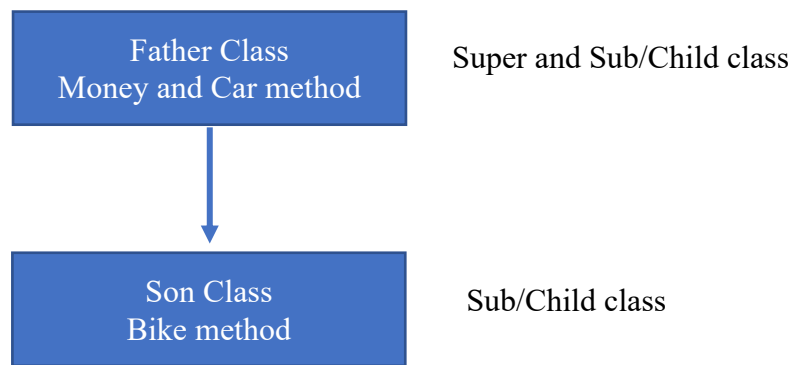 Father Class
Money and Car method
Super and Sub/Child class
Son Class
Bike method
Sub/Child class